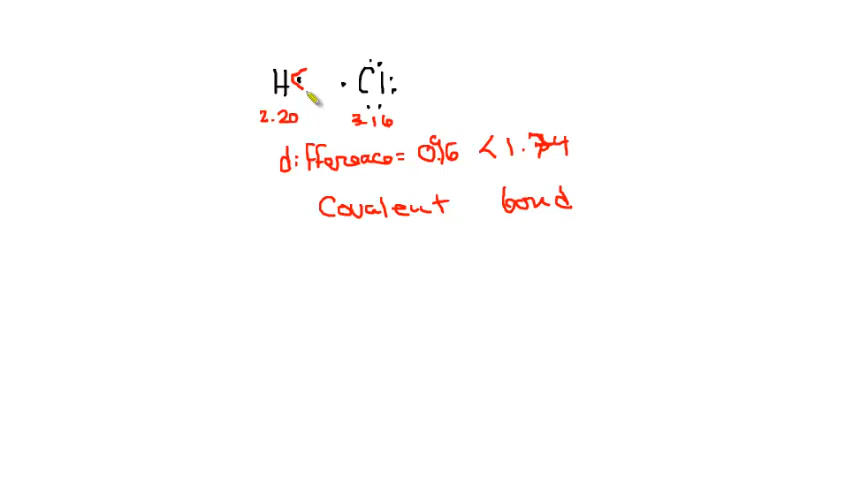 H · Cl
2.20 3.16
difference = 0.96 < 1.74
Covalent bond